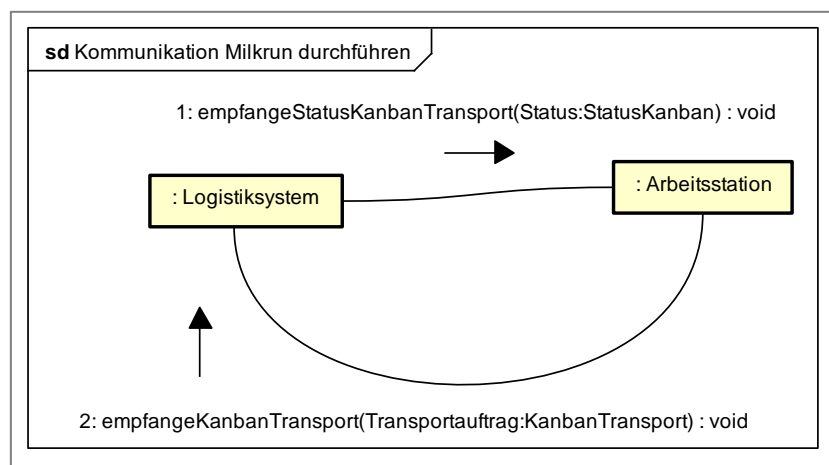 sd Kommunikation Milkrun durchführen
1: empfangeStatusKanbanTransport(Status:StatusKanban) : void
: Logistiksystem
: Arbeitsstation
2: empfangeKanbanTransport(Transportauftrag:KanbanTransport) : void